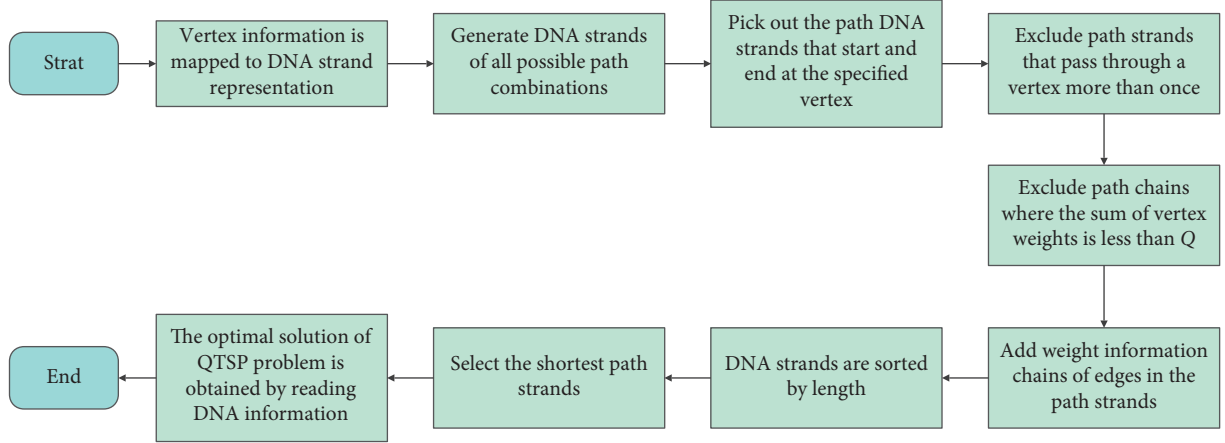 Strat
Vertex information is
mapped to DNA strand
representation
Generate DNA strands
of all possible path
combinations
Pick out the path DNA
strands that start and
end at the specified
vertex
Exclude path strands
that pass through a
vertex more than once
Exclude path chains
where the sum of vertex
weights is less than Q
Add weight information
chains of edges in the
path strands
DNA strands are sorted
by length
Select the shortest path
strands
The optimal solution of
QTSP problem is
obtained by reading
DNA information
End